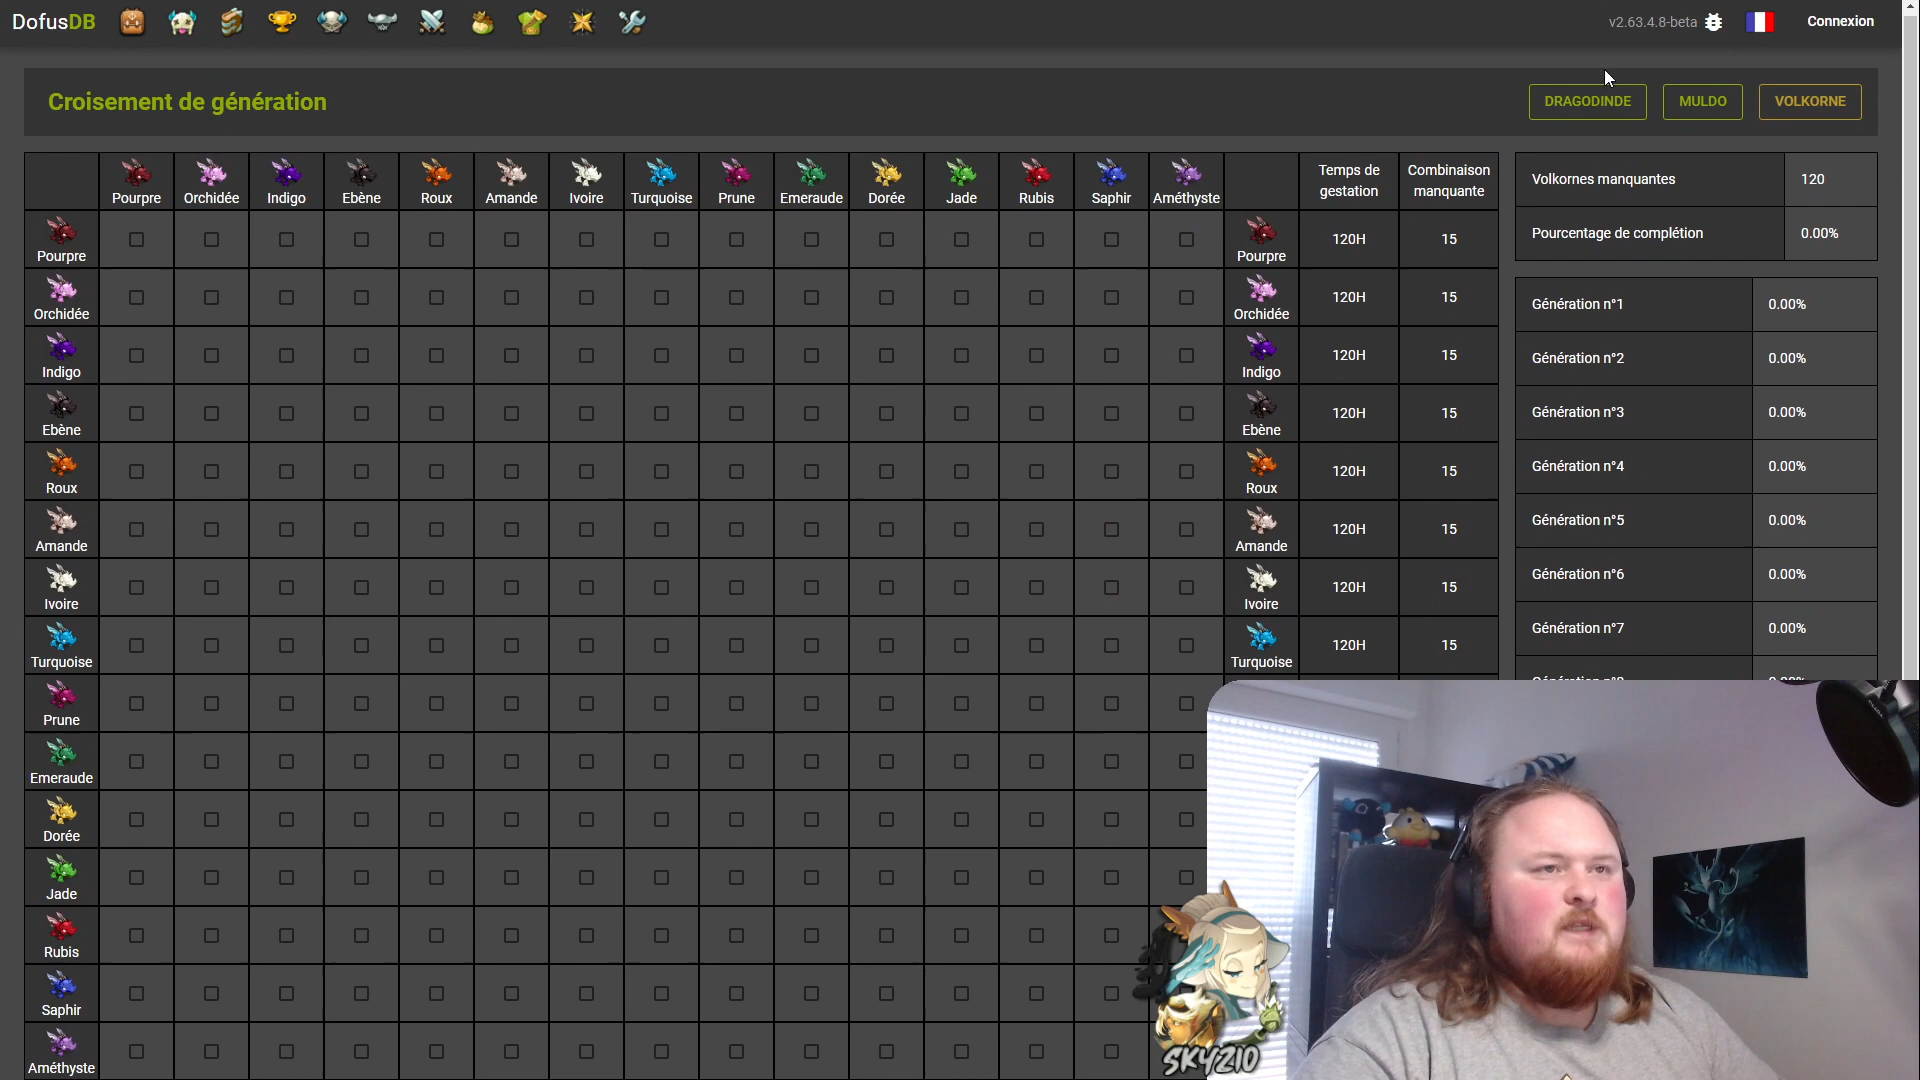 DofusDB
v2.63.4.8-beta
Connexion
Croisement de génération
DRAGODINDE
MULDO
VOLKORNE
Pourpre Orchidée Indigo Ebène Roux Amande Ivoire Turquoise Prune Emeraude Dorée Jade Rubis Saphir Améthyste
Temps de
gestation
Combinaison
manquante
Pourpre Pourpre 120H 15
Orchidée Orchidée 120H 15
Indigo Indigo 120H 15
Ebène Ebène 120H 15
Roux Roux 120H 15
Amande Amande 120H 15
Ivoire Ivoire 120H 15
Turquoise Turquoise 120H 15
Prune
Emeraude
Dorée
Jade
Rubis
Saphir
Améthyste
Volkornes manquantes 120
Pourcentage de complétion 0.00%
Génération n°1 0.00%
Génération n°2 0.00%
Génération n°3 0.00%
Génération n°4 0.00%
Génération n°5 0.00%
Génération n°6 0.00%
Génération n°7 0.00%
SKYZIO